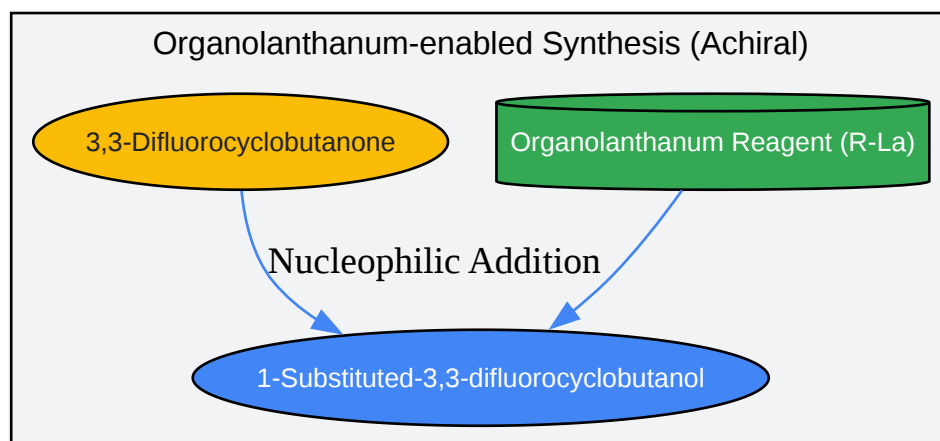 Organolanthanum-enabled Synthesis (Achiral)
3,3-Difluorocyclobutanone
Organolanthanum Reagent (R-La)
Nucleophilic Addition
1-Substituted-3,3-difluorocyclobutanol